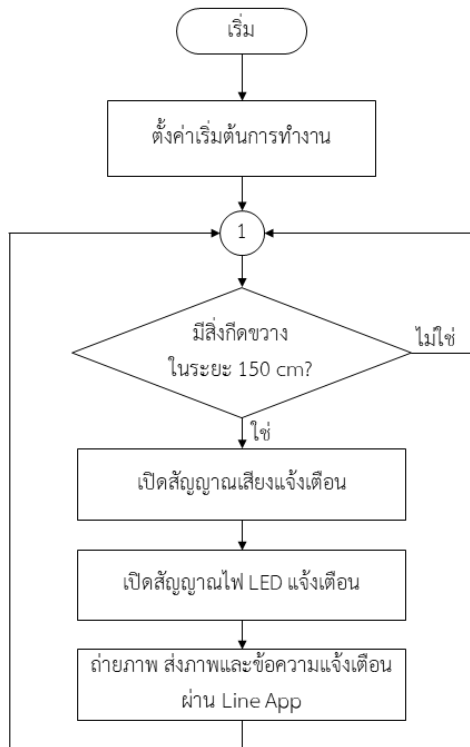 เริ่ม
ตั้งค่าเริ่มต้นการทำงาน
1
มีสิ่งกีดขวาง
ในระยะ 150 cm?
ไม่ใช่
ใช่
เปิดสัญญาณเสียงแจ้งเตือน
เปิดสัญญาณไฟ LED แจ้งเตือน
ถ่ายภาพ ส่งภาพและข้อความแจ้งเตือน
ผ่าน Line App